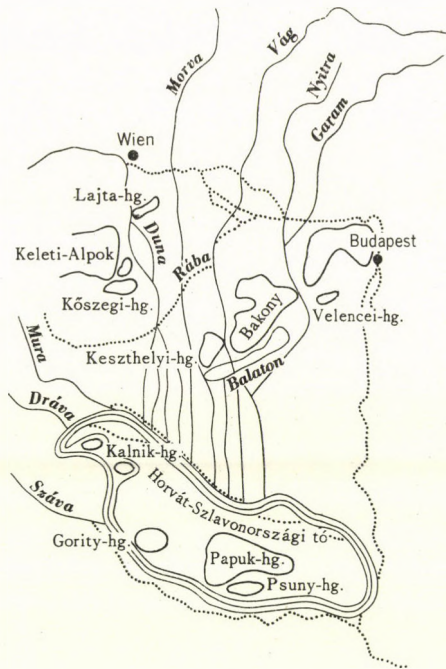 Morva
Vág
Nyitra
Garam
Wien
Lajta-hg.
Duna
Keleti-Alpok
Rába
Budapest
Kőszegi-hg.
Bakony
Velencei-hg.
Mura
Keszthelyi-hg.
Balaton
Dráva
Kalnik-hg.
Száva
Horvát-Szlavonországi tó
Gority-hg.
Papuk-hg.
Psuny-hg.